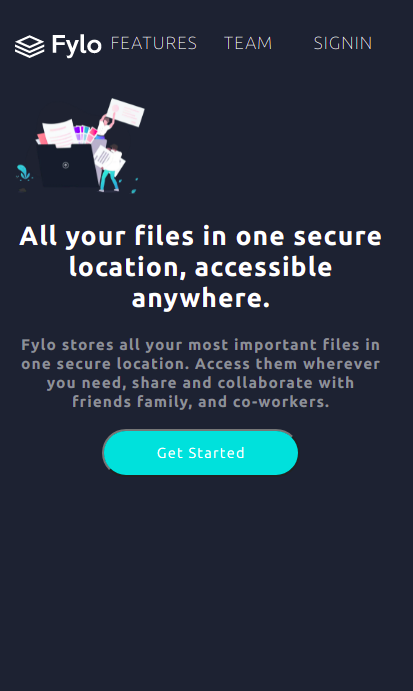 Fylo FEATURES TEAM SIGNIN
All your files in one secure
location, accessible
anywhere.
Fylo stores all your most important files in
one secure location. Access them wherever
you need, share and collaborate with
friends family, and co-workers.
Get Started